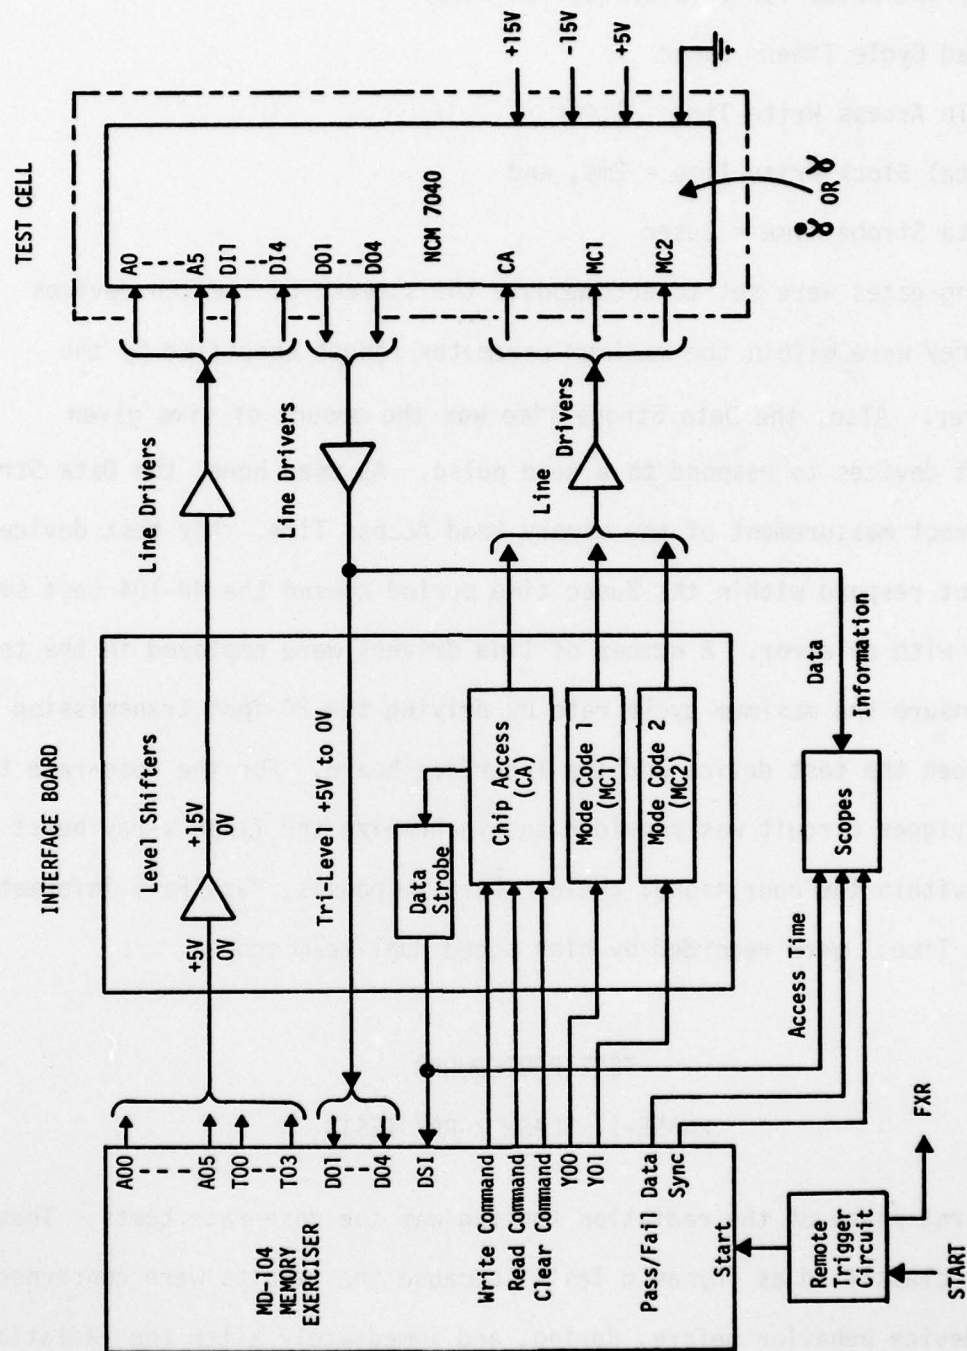 TEST CELL
INIERFACE BOARD
MD-104
MEMORY
EXERCISER
A00
A05
T00
T03
DO1
DO4
DSI
Write Command
Read Command
Clear Command
Y00
Y01
Pass/Fail Data
Sync
Start
Remote
Trigger
Circuit
START
FXR
Level Shifters
+5V
0V
+15V
0V
Tri-Level +5V to 0V
Data
Strobe
Chip Access
(CA)
Mode Code 1
(MC1)
Mode Code 2
(MC2)
Access Time
Scopes
Data
Information
Line Drivers
Line Drivers
Line
Drivers
A0
A5
DI1
DI4
DO1
DO4
NCM 7040
CA
MC1
MC2
+15V
-15V
+5V
γ̇ OR γ